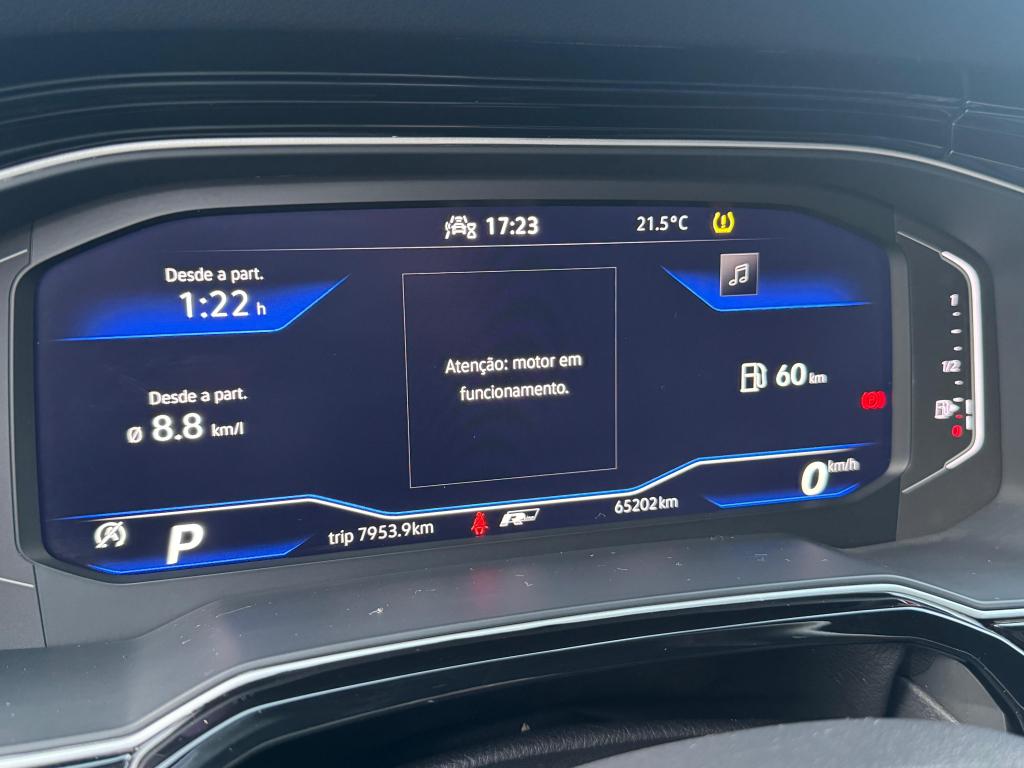 17:23
21.5°C
Desde a part.
1:22 h
Atenção: motor em
funcionamento.
Desde a part.
Ø 8.8 km/l
60 km
1
1/2
0
P
trip 7953.9km
R line
65202km
0 km/h